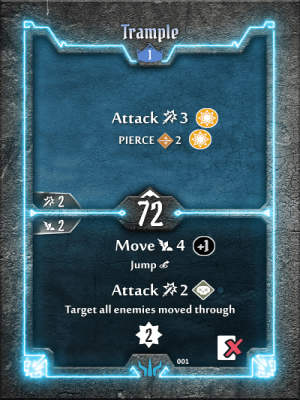 Trample
1
Attack 3
PIERCE 2
2
72
2
Move 4 +1
Jump
Attack 2
Target all enemies moved through
2
001